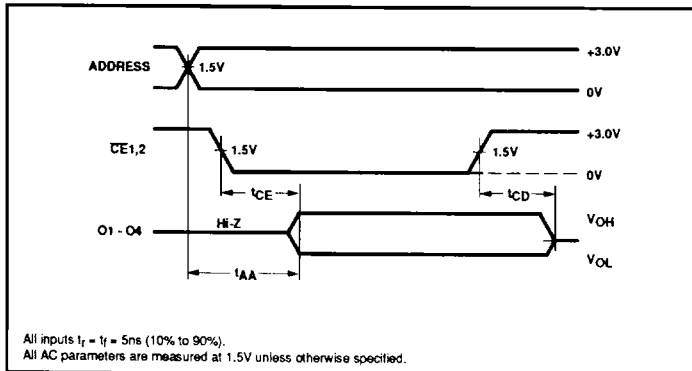 ADDRESS
1.5V
+3.0V
0V
CE1,2
1.5V
1.5V
+3.0V
0V
tCE
tCD
O1 - O4
Hi-Z
VOH
VOL
tAA
All inputs tr = tf = 5ns (10% to 90%).
All AC parameters are measured at 1.5V unless otherwise specified.